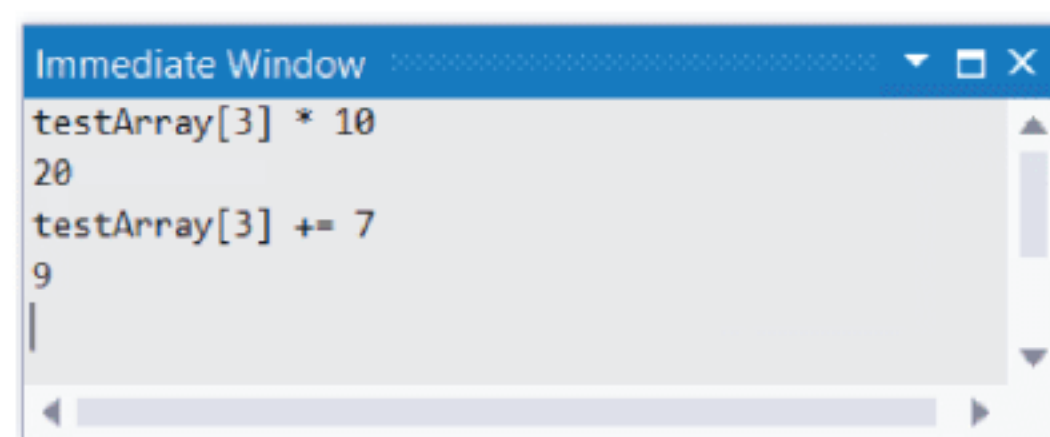 Immediate Window
testArray[3] * 10
20
testArray[3] += 7
9